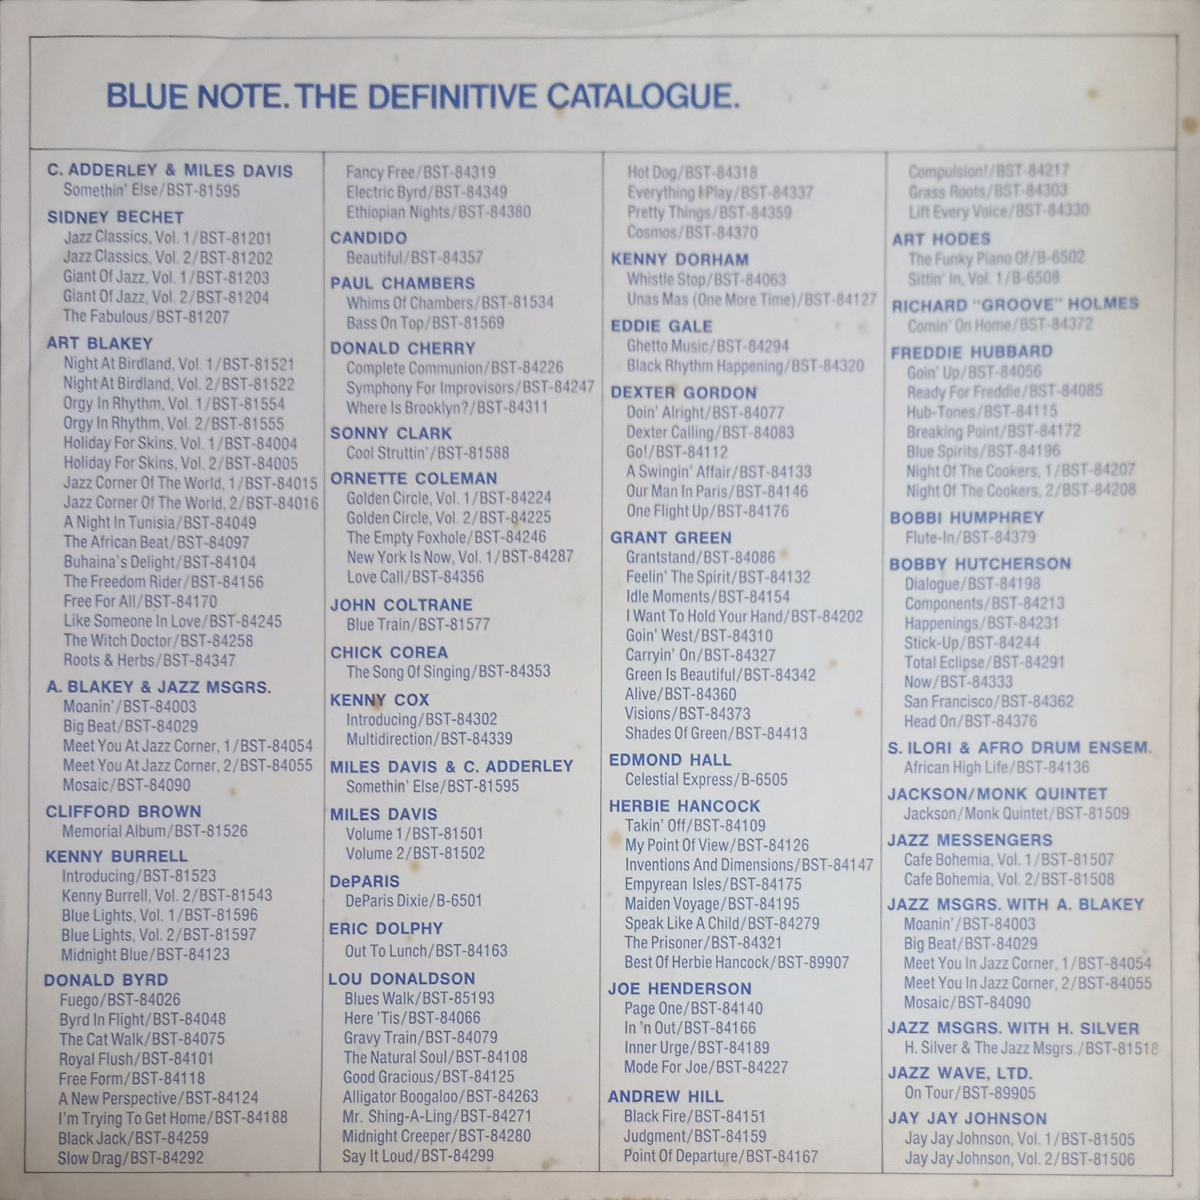 BLUE NOTE. THE DEFINITIVE CATALOGUE.
C. ADDERLEY & MILES DAVIS
Somethin' Else/BST-81595
SIDNEY BECHET
Jazz Classics, Vol. 1/BST-81201
Jazz Classics, Vol. 2/BST-81202
Giant Of Jazz, Vol. 1/BST-81203
Giant Of Jazz, Vol. 2/BST-81204
The Fabulous/BST-81207
ART BLAKEY
Night At Birdland, Vol. 1/BST-81521
Night At Birdland, Vol. 2/BST-81522
Orgy In Rhythm, Vol. 1/BST-81554
Orgy In Rhythm, Vol. 2/BST-81555
Holiday For Skins, Vol. 1/BST-84004
Holiday For Skins, Vol. 2/BST-84005
Jazz Corner Of The World, 1/BST-84015
Jazz Corner Of The World, 2/BST-84016
A Night In Tunisia/BST-84049
The African Beat/BST-84097
Buhaina's Delight/BST-84104
The Freedom Rider/BST-84156
Free For All/BST-84170
Like Someone In Love/BST-84245
The Witch Doctor/BST-84258
Roots & Herbs/BST-84347
A. BLAKEY & JAZZ MSGRS.
Moanin'/BST-84003
Big Beat/BST-84029
Meet You At Jazz Corner, 1/BST-84054
Meet You At Jazz Corner, 2/BST-84055
Mosaic/BST-84090
CLIFFORD BROWN
Memorial Album/BST-81526
KENNY BURRELL
Introducing/BST-81523
Kenny Burrell, Vol. 2/BST-81543
Blue Lights, Vol. 1/BST-81596
Blue Lights, Vol. 2/BST-81597
Midnight Blue/BST-84123
DONALD BYRD
Fuego/BST-84026
Byrd In Flight/BST-84048
The Cat Walk/BST-84075
Royal Flush/BST-84101
Free Form/BST-84118
A New Perspective/BST-84124
I'm Trying To Get Home/BST-84188
Black Jack/BST-84259
Slow Drag/BST-84292
Fancy Free/BST-84319
Electric Byrd/BST-84349
Ethiopian Nights/BST-84380
CANDIDO
Beautiful/BST-84357
PAUL CHAMBERS
Whims Of Chambers/BST-81534
Bass On Top/BST-81569
DONALD CHERRY
Complete Communion/BST-84226
Symphony For Improvisors/BST-84247
Where Is Brooklyn?/BST-84311
SONNY CLARK
Cool Struttin'/BST-81588
ORNETTE COLEMAN
Golden Circle, Vol. 1/BST-84224
Golden Circle, Vol. 2/BST-84225
The Empty Foxhole/BST-84246
New York Is Now, Vol. 1/BST-84287
Love Call/BST-84356
JOHN COLTRANE
Blue Train/BST-81577
CHICK COREA
The Song Of Singing/BST-84353
KENNY COX
Introducing/BST-84302
Multidirection/BST-84339
MILES DAVIS & C. ADDERLEY
Somethin' Else/BST-81595
MILES DAVIS
Volume 1/BST-81501
Volume 2/BST-81502
DePARIS
DeParis Dixie/B-6501
ERIC DOLPHY
Out To Lunch/BST-84163
LOU DONALDSON
Blues Walk/BST-85193
Here 'Tis/BST-84066
Gravy Train/BST-84079
The Natural Soul/BST-84108
Good Gracious/BST-84125
Alligator Boogaloo/BST-84263
Mr. Shing-A-Ling/BST-84271
Midnight Creeper/BST-84280
Say It Loud/BST-84299
Hot Dog/BST-84318
Everything I Play/BST-84337
Pretty Things/BST-84359
Cosmos/BST-84370
KENNY DORHAM
Whistle Stop/BST-84063
Unas Mas (One More Time)/BST-84127
EDDIE GALE
Ghetto Music/BST-84294
Black Rhythm Happening/BST-84320
DEXTER GORDON
Doin' Alright/BST-84077
Dexter Calling/BST-84083
Go!/BST-84112
A Swingin' Affair/BST-84133
Our Man In Paris/BST-84146
One Flight Up/BST-84176
GRANT GREEN
Grantstand/BST-84086
Feelin' The Spirit/BST-84132
Idle Moments/BST-84154
I Want To Hold Your Hand/BST-84202
Goin' West/BST-84310
Carryin' On/BST-84327
Green Is Beautiful/BST-84342
Alive/BST-84360
Visions/BST-84373
Shades Of Green/BST-84413
EDMOND HALL
Celestial Express/B-6505
HERBIE HANCOCK
Takin' Off/BST-84109
My Point Of View/BST-84126
Inventions And Dimensions/BST-84147
Empyrean Isles/BST-84175
Maiden Voyage/BST-84195
Speak Like A Child/BST-84279
The Prisoner/BST-84321
Best Of Herbie Hancock/BST-89907
JOE HENDERSON
Page One/BST-84140
In 'n Out/BST-84166
Inner Urge/BST-84189
Mode For Joe/BST-84227
ANDREW HILL
Black Fire/BST-84151
Judgment/BST-84159
Point Of Departure/BST-84167
Compulsion!/BST-84217
Grass Roots/BST-84303
Lift Every Voice/BST-84330
ART HODES
The Funky Piano Of/B-6502
Sittin' In, Vol. 1/B-6508
RICHARD "GROOVE" HOLMES
Comin' On Home/BST-84372
FREDDIE HUBBARD
Goin' Up/BST-84056
Ready For Freddie/BST-84085
Hub-Tones/BST-84115
Breaking Point/BST-84172
Blue Spirits/BST-84196
Night Of The Cookers, 1/BST-84207
Night Of The Cookers, 2/BST-84208
BOBBI HUMPHREY
Flute-In/BST-84379
BOBBY HUTCHERSON
Dialogue/BST-84198
Components/BST-84213
Happenings/BST-84231
Stick-Up/BST-84244
Total Eclipse/BST-84291
Now/BST-84333
San Francisco/BST-84362
Head On/BST-84376
S. ILORI & AFRO DRUM ENSEM.
African High Life/BST-84136
JACKSON/MONK QUINTET
Jackson/Monk Quintet/BST-81509
JAZZ MESSENGERS
Cafe Bohemia, Vol. 1/BST-81507
Cafe Bohemia, Vol. 2/BST-81508
JAZZ MSGRS. WITH A. BLAKEY
Moanin'/BST-84003
Big Beat/BST-84029
Meet You In Jazz Corner, 1/BST-84054
Meet You In Jazz Corner, 2/BST-84055
Mosaic/BST-84090
JAZZ MSGRS. WITH H. SILVER
H. Silver & The Jazz Msgrs./BST-81518
JAZZ WAVE, LTD.
On Tour/BST-89905
JAY JAY JOHNSON
Jay Jay Johnson, Vol. 1/BST-81505
Jay Jay Johnson, Vol. 2/BST-81506